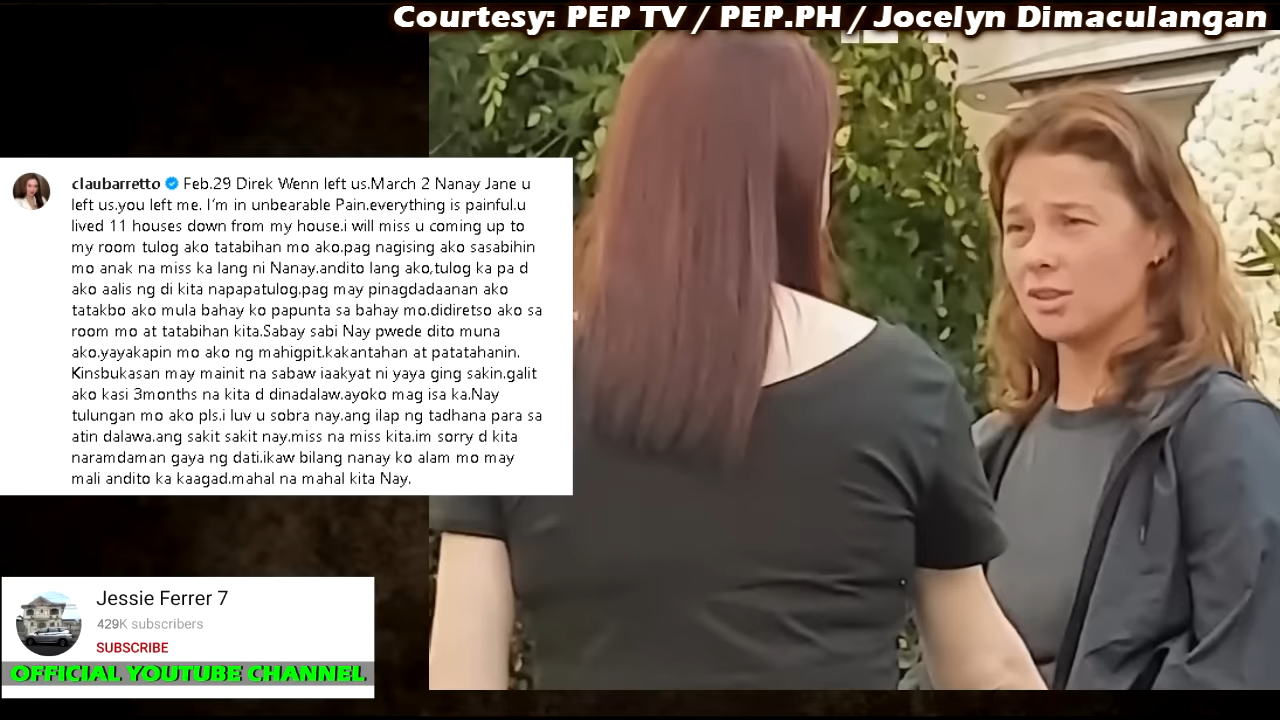 Courtesy: PEP TV / PEP.PH / Jocelyn Dimaculangan
claubarretto Feb.29 Direk Wenn left us.March 2 Nanay Jane u
left us.you left me. I'm in unbearable Pain.everything is painful.u
lived 11 houses down from my house.i will miss u coming up to
my room tulog ako tatabihan mo ako.pag nagising ako sasabihin
mo anak na miss ka lang ni Nanay.andito lang ako,tulog ka pa d
ako aalis ng di kita napapatulog.pag may pinagdadaanan ako
tatakbo ako mula bahay ko papunta sa bahay mo.didiretso ako sa
room mo at tatabihan kita.Sabay sabi Nay pwede dito muna
ako.yayakapin mo ako ng mahigpit.kakantahan at patatahanin.
Kinsbukasan may mainit na sabaw iaakyat ni yaya ging sakin.galit
ako kasi 3months na kita d dinadalaw.ayoko mag isa ka.Nay
tulungan mo ako pls.i luv u sobra nay.ang ilap ng tadhana para sa
atin dalawa.ang sakit sakit nay.miss na miss kita.im sorry d kita
naramdaman gaya ng dati.ikaw bilang nanay ko alam mo may
mali andito ka kaagad.mahal na mahal kita Nay.
Jessie Ferrer 7
429K subscribers
SUBSCRIBE
OFFICIAL YOUTUBE CHANNEL